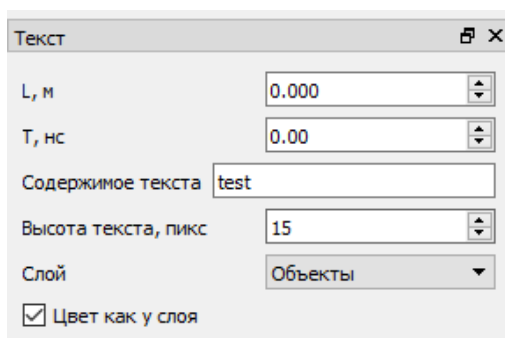 Текст
L, м 0.000
T, нс 0.00
Содержимое текста test
Высота текста, пикс 15
Слой Объекты
Цвет как у слоя